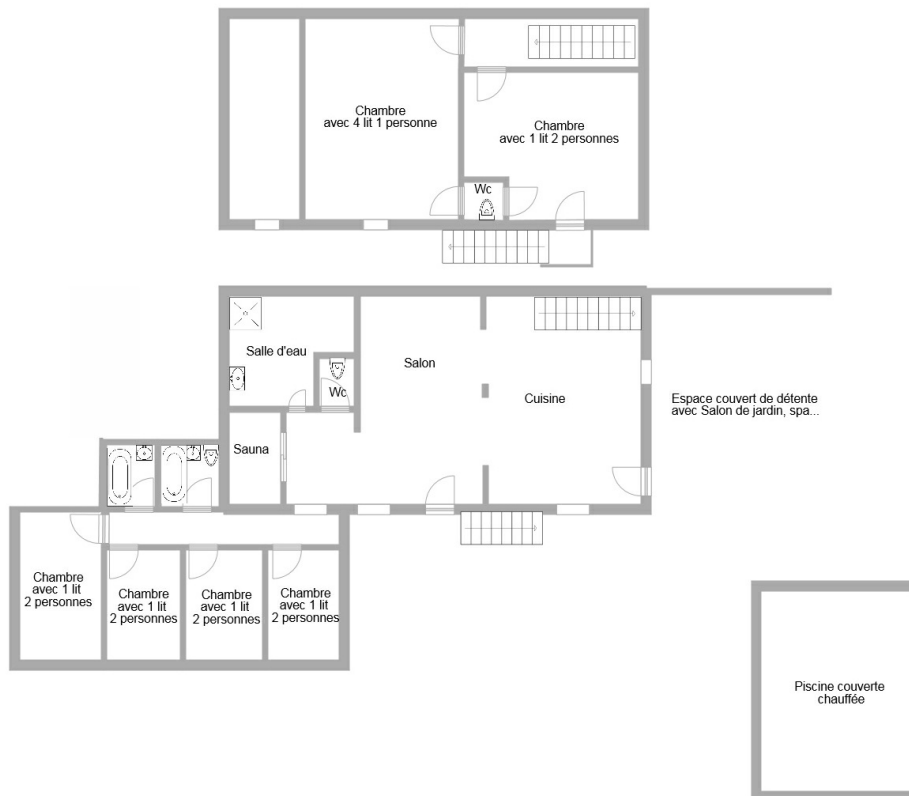 Chambre
avec 4 lit 1 personne
Chambre
avec 1 lit 2 personnes
Wc
Salle d'eau
Wc
Salon
Cuisine
Espace couvert de détente
avec Salon de jardin, spa...
Sauna
Chambre
avec 1 lit
2 personnes
Chambre
avec 1 lit
2 personnes
Chambre
avec 1 lit
2 personnes
Chambre
avec 1 lit
2 personnes
Piscine couverte
chauffée